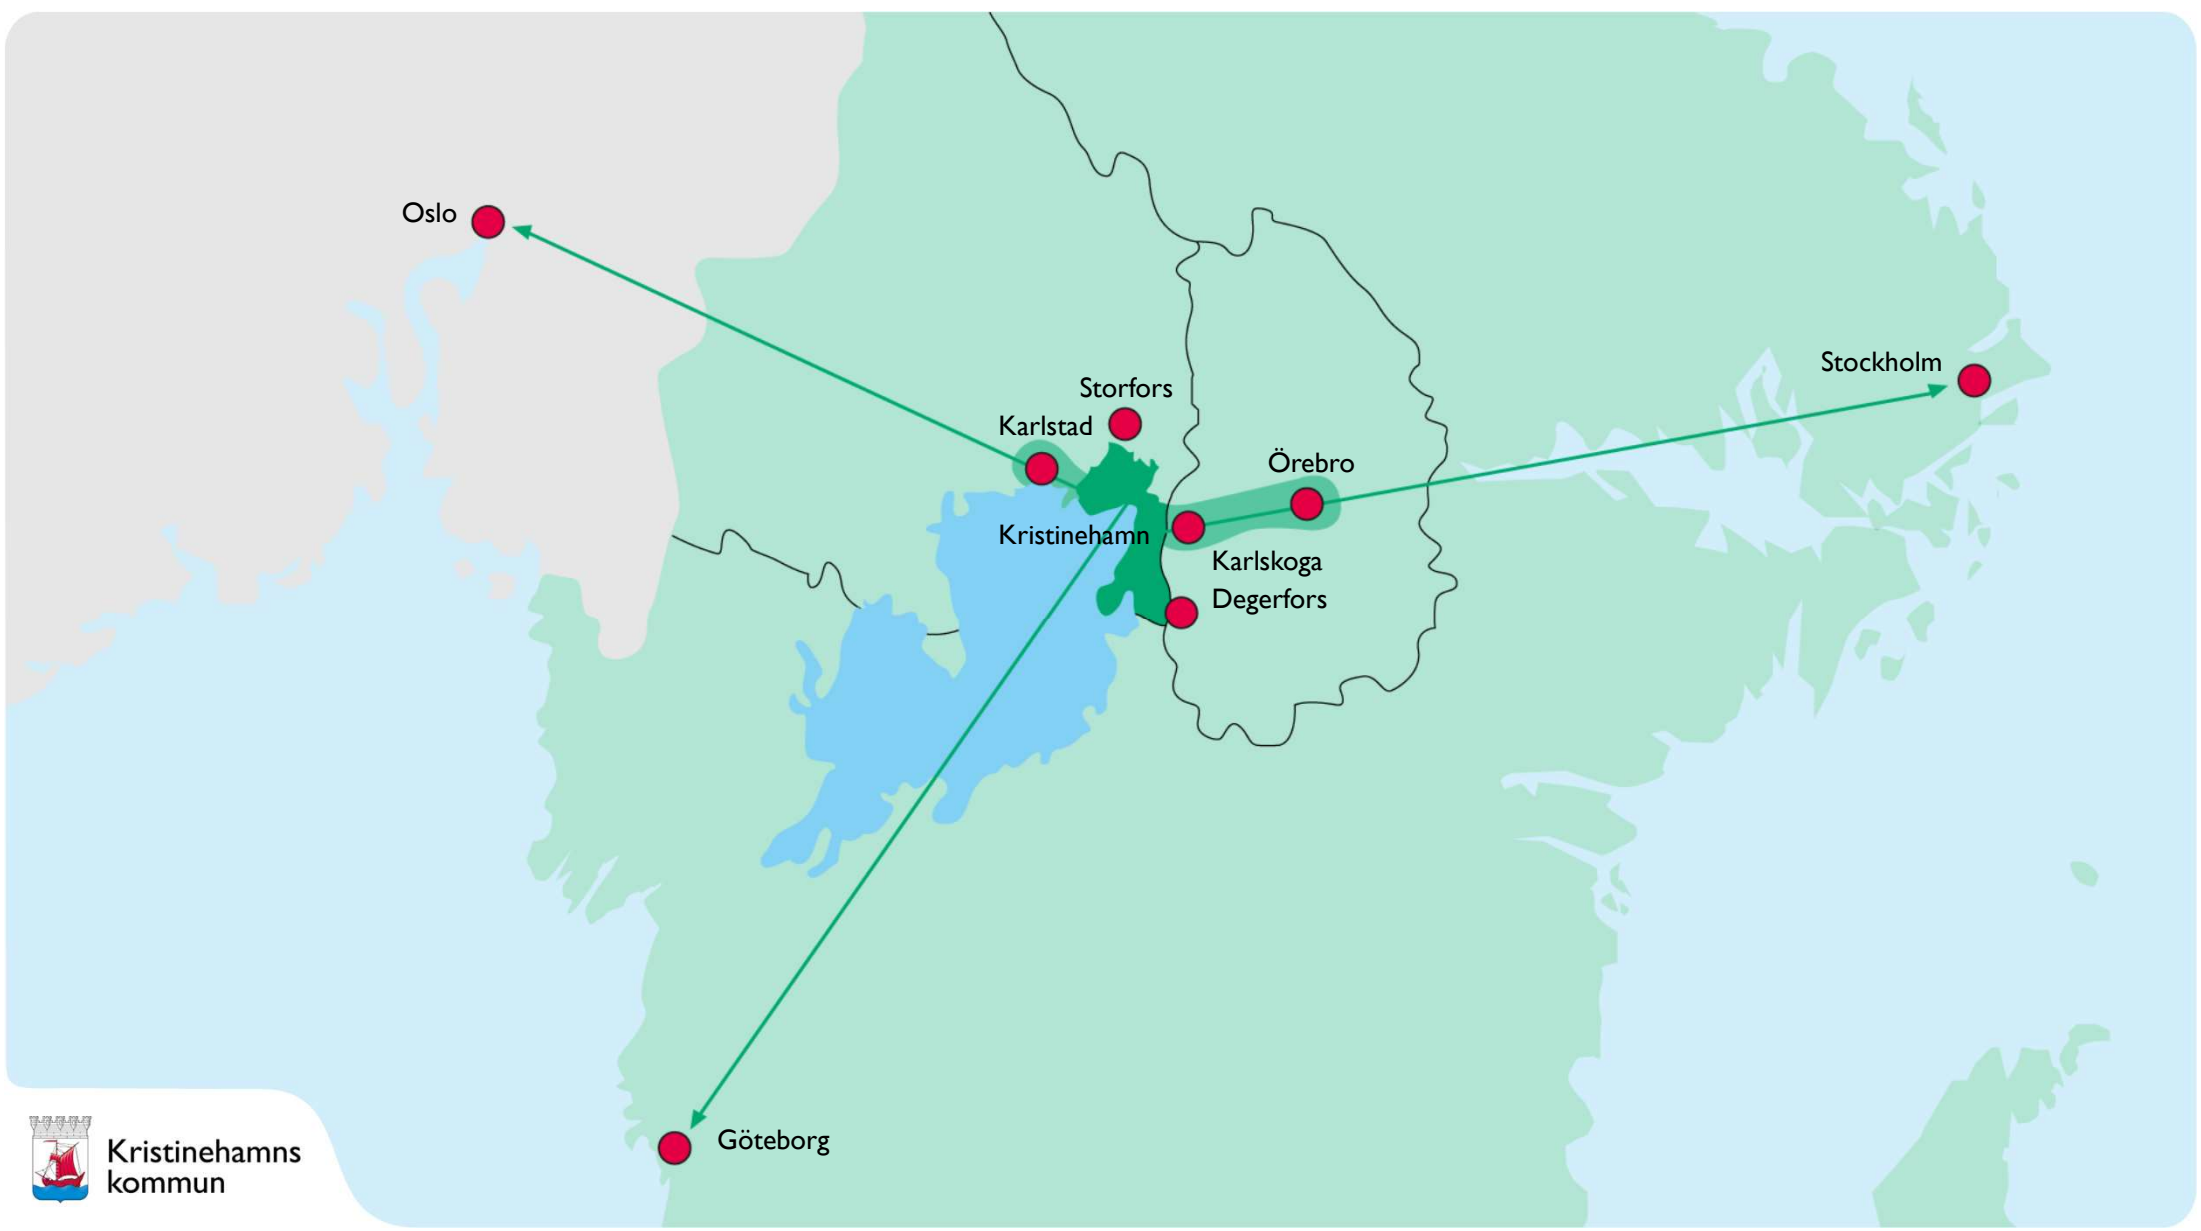 Oslo
Stockholm
Storfors
Karlstad
Örebro
Kristinehamn
Karlskoga
Degerfors
Göteborg
Kristinehamns
kommun